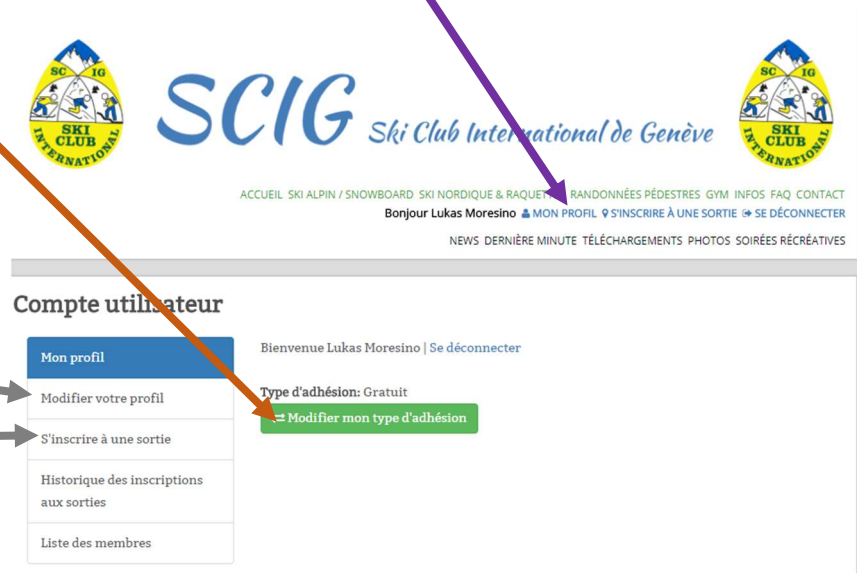 SC IG
SKI
CLUB
INTERNATIONAL
SCIG Ski Club International de Genève
SC IG
SKI
CLUB
INTERNATIONAL
ACCUEIL SKI ALPIN / SNOWBOARD SKI NORDIQUE & RAQUET RANDONNÉES PÉDESTRES GYM INFOS FAQ CONTACT
Bonjour Lukas Moresino MON PROFIL S'INSCRIRE À UNE SORTIE SE DÉCONNECTER
NEWS DERNIÈRE MINUTE TÉLÉCHARGEMENTS PHOTOS SOIRÉES RÉCRÉATIVES
Compte utilisateur
Mon profil
Modifier votre profil
S'inscrire à une sortie
Historique des inscriptions
aux sorties
Liste des membres
Bienvenue Lukas Moresino | Se déconnecter
Type d'adhésion: Gratuit
Modifier mon type d'adhésion